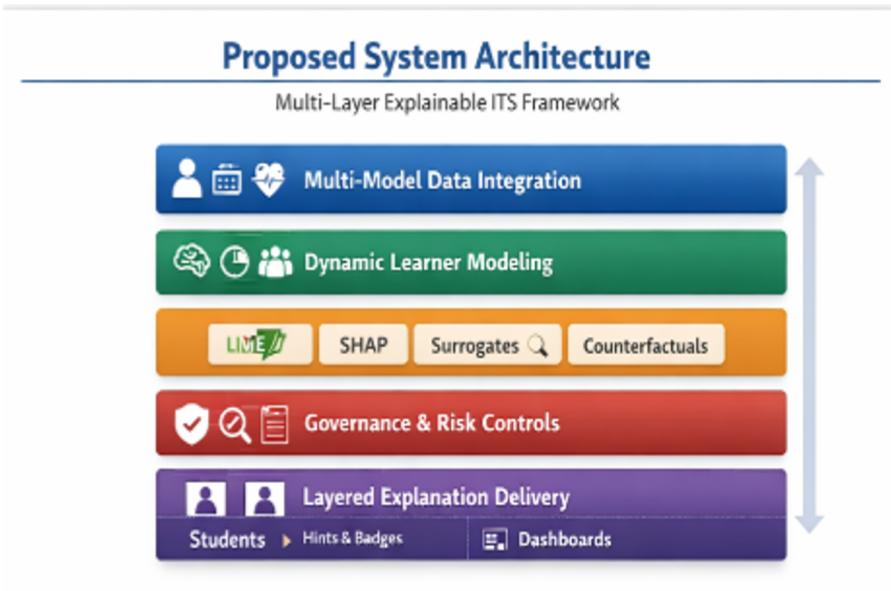 Proposed System Architecture
Multi-Layer Explainable ITS Framework
Multi-Model Data Integration
Dynamic Learner Modeling
LIME SHAP Surrogates Counterfactuals
Governance & Risk Controls
Layered Explanation Delivery
Students Hints & Badges Dashboards